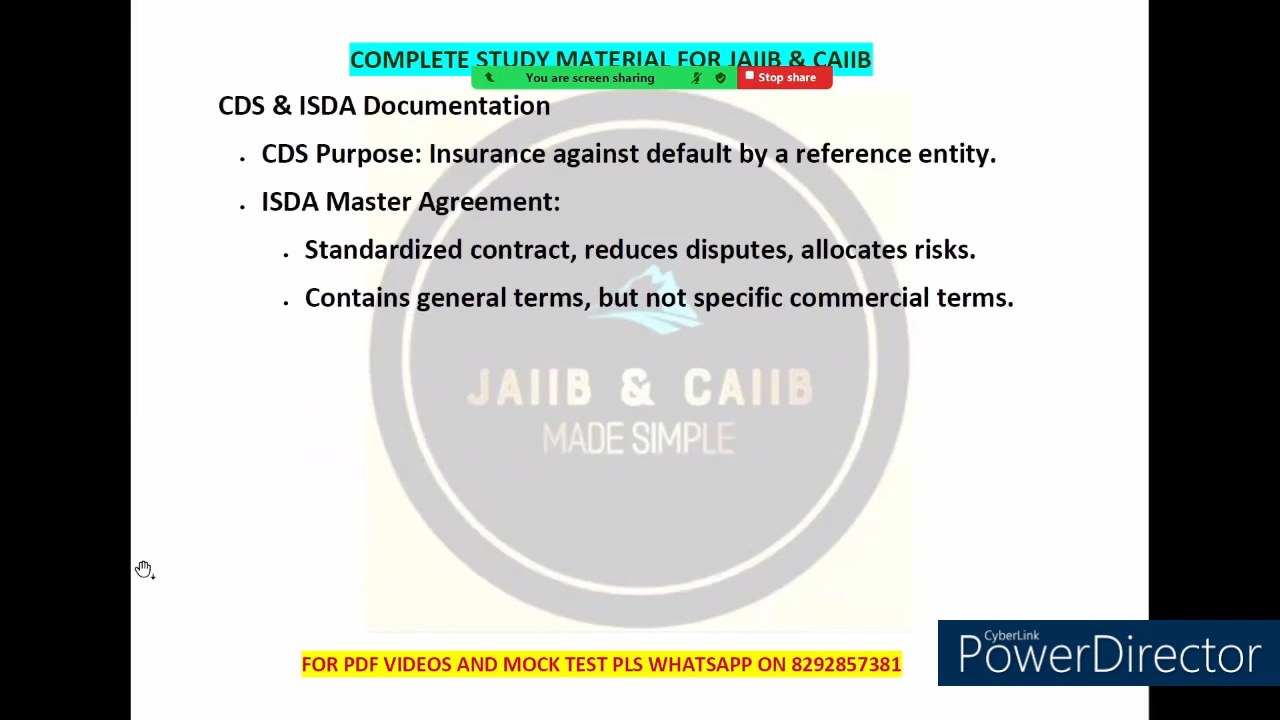 COMPLETE STUDY MATERIAL FOR JAIIB & CAIIB
You are screen sharing
Stop share
CDS & ISDA Documentation
• CDS Purpose: Insurance against default by a reference entity.
• ISDA Master Agreement:
• Standardized contract, reduces disputes, allocates risks.
• Contains general terms, but not specific commercial terms.
JAIIB & CAIIB
MADE SIMPLE
FOR PDF VIDEOS AND MOCK TEST PLS WHATSAPP ON 8292857381
CyberLink
PowerDirector